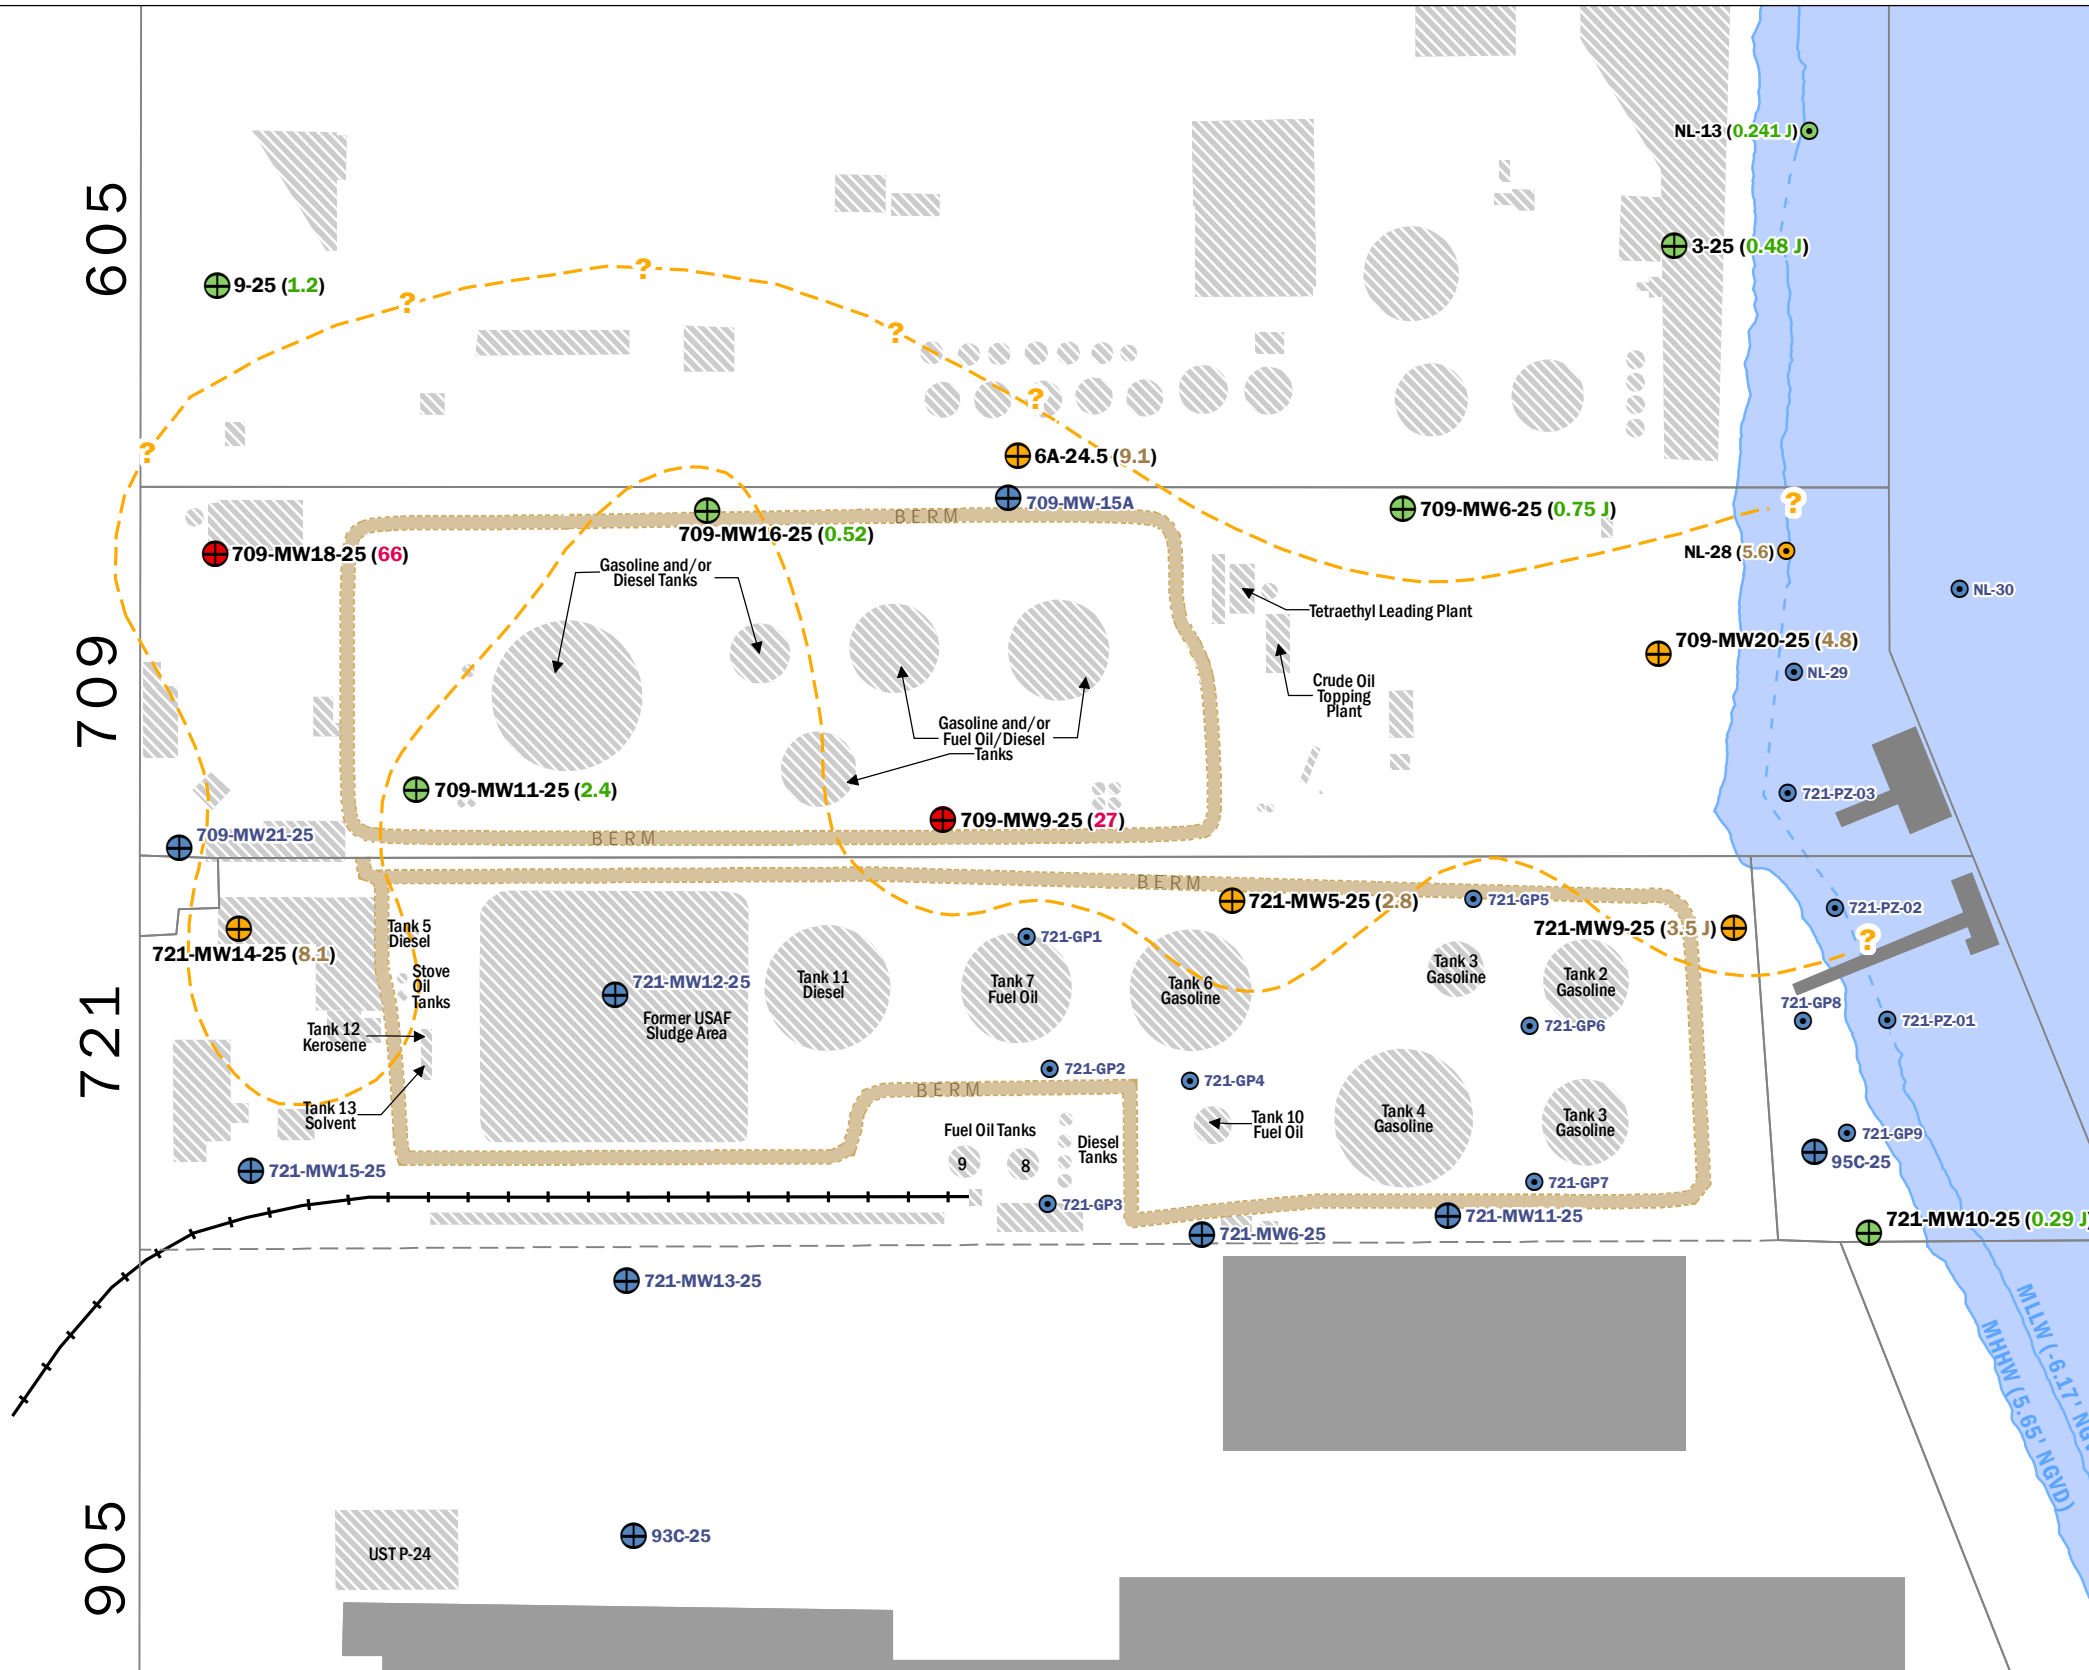 605
NL-13 (0.241 J)
3-25 (0.48 J)
9-25 (1.2)
?
?
?
?
?
?
6A-24.5 (9.1)
709-MW-15A
709-MW6-25 (0.75 J)
BERM
709-MW16-25 (0.52)
709-MW18-25 (66)
NL-28 (5.6)
NL-30
Gasoline and/or
Diesel Tanks
Tetraethyl Leading Plant
709
709-MW20-25 (4.8)
NL-29
Crude Oil
Topping
Plant
Gasoline and/or
Fuel Oil/Diesel
Tanks
709-MW11-25 (2.4)
721-PZ-03
709-MW9-25 (27)
709-MW21-25
BERM
BERM
721-MW5-25 (2.8)
721-GP5
721-PZ-02
721-MW9-25 (3.5 J)
?
721-MW14-25 (8.1)
Tank 5
Diesel
721-GP1
Stove
Oil
Tanks
721-MW12-25
Tank 11
Diesel
Tank 7
Fuel Oil
Tank 6
Gasoline
Tank 3
Gasoline
Tank 2
Gasoline
721
Former USAF
Sludge Area
721-GP8
721-PZ-01
721-GP6
Tank 12
Kerosene
721-GP2
721-GP4
BERM
Tank 13
Solvent
Fuel Oil Tanks
9
8
Diesel
Tanks
Tank 10
Fuel Oil
Tank 4
Gasoline
Tank 3
Gasoline
721-GP9
95C-25
721-MW15-25
721-GP7
721-GP3
721-MW11-25
721-MW6-25
721-MW10-25 (0.29 J)
721-MW13-25
MLLW (-6.17' NGV
MHHW (5.65' NGVD)
905
93C-25
UST P-24